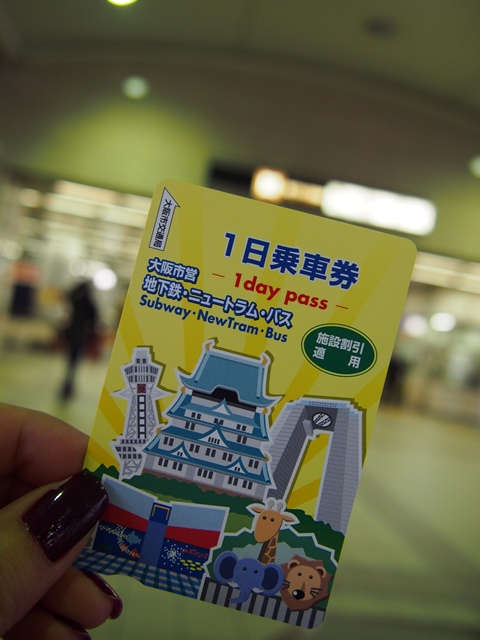 大阪市交通局
1日乗車券
1day pass
大阪市営
地下鉄・ニュートラム・バス
Subway・NewTram・Bus
施設割引
適用